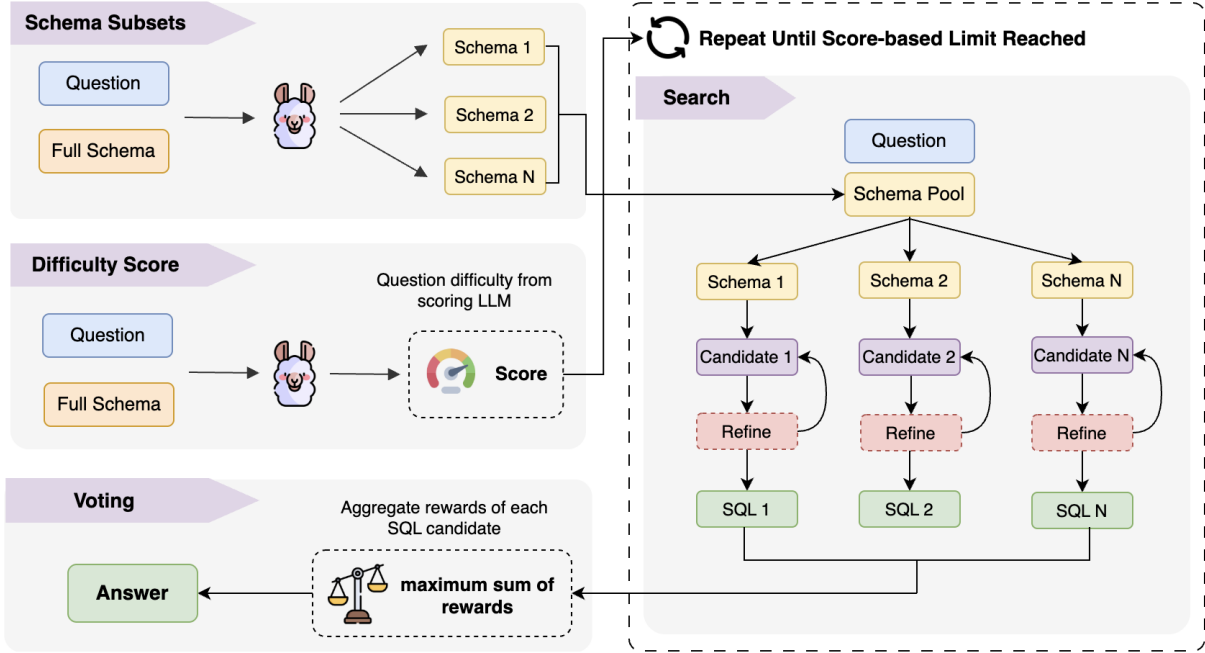 Schema Subsets
Question
Full Schema
Schema 1
Schema 2
Schema N
Difficulty Score
Question difficulty from
scoring LLM
Question
Full Schema
Score
Voting
Aggregate rewards of each
SQL candidate
Answer
maximum sum of
rewards
Repeat Until Score-based Limit Reached
Search
Question
Schema Pool
Schema 1
Schema 2
Schema N
Candidate 1
Candidate 2
Candidate N
Refine
Refine
Refine
SQL 1
SQL 2
SQL N